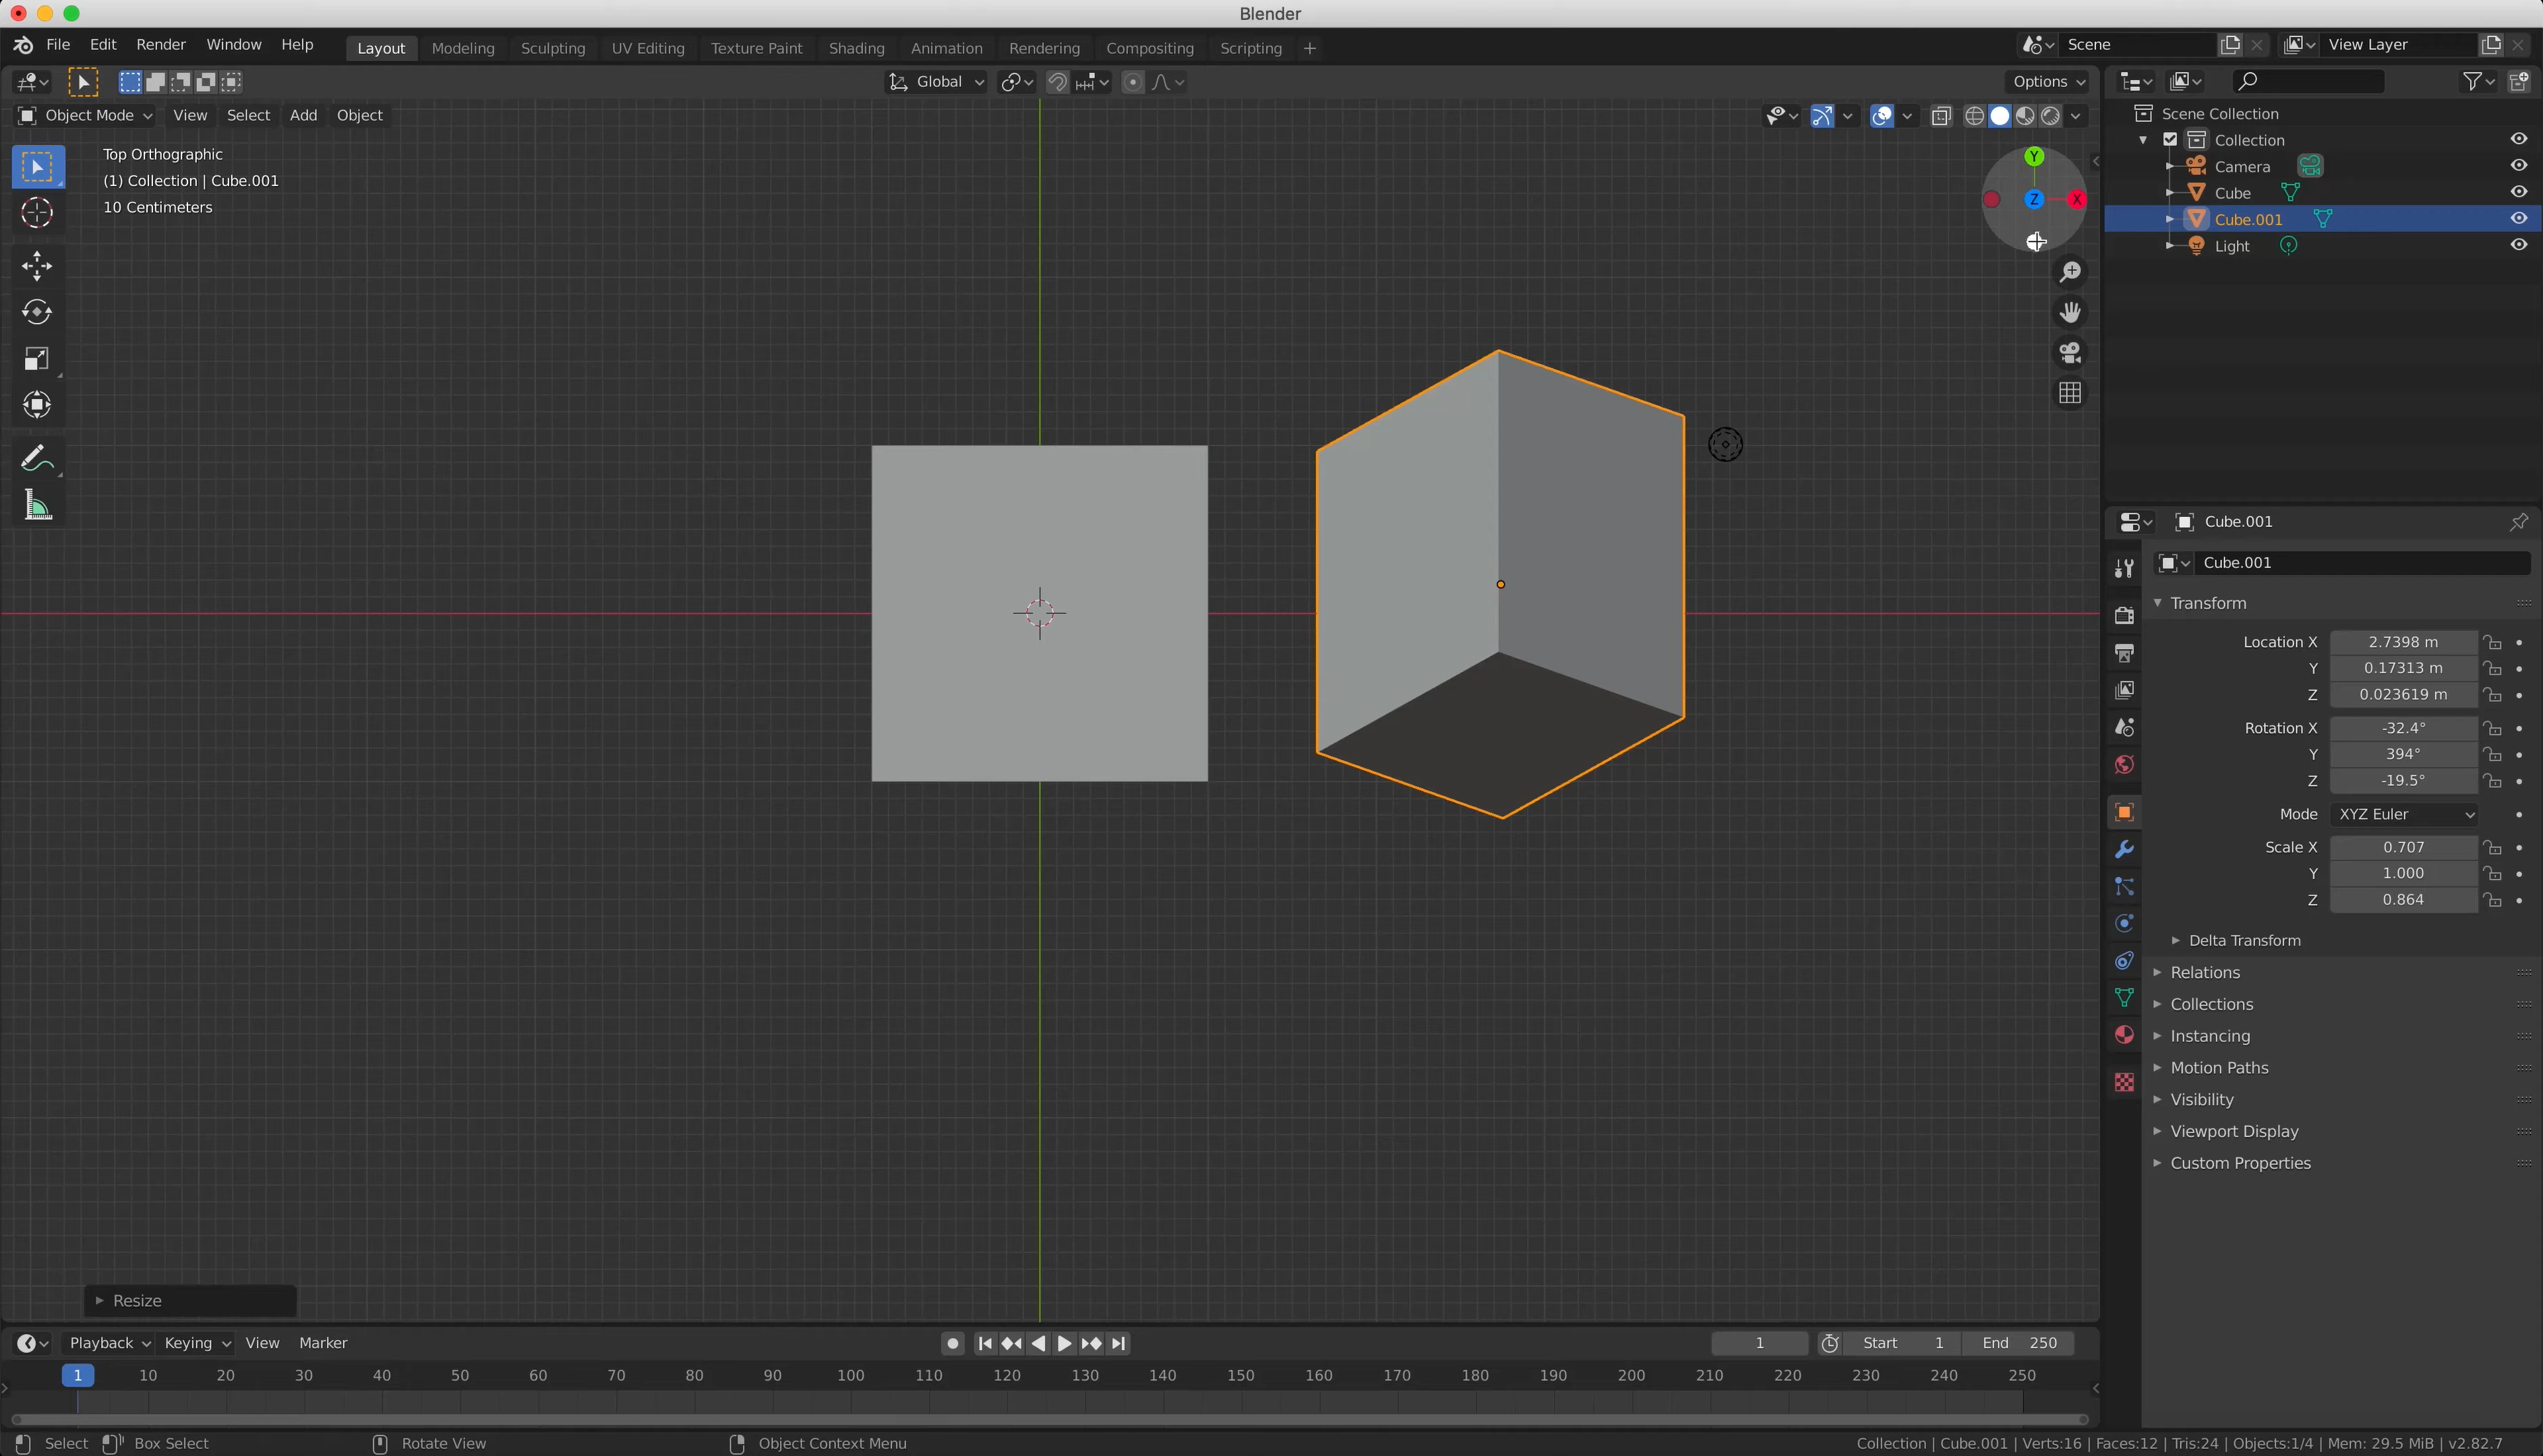 Blender
File Edit Render Window Help Layout Modeling Sculpting UV Editing Texture Paint Shading Animation Rendering Compositing Scripting + Scene View Layer
Global Options
Object Mode View Select Add Object
Top Orthographic
(1) Collection | Cube.001
10 Centimeters
Y
Z X
Scene Collection
Collection
Camera
Cube
Cube.001
Light
Cube.001
Cube.001
Transform
Location X 2.7398 m
Y 0.17313 m
Z 0.023619 m
Rotation X -32.4°
Y 394°
Z -19.5°
Mode XYZ Euler
Scale X 0.707
Y 1.000
Z 0.864
Delta Transform
Relations
Collections
Instancing
Motion Paths
Visibility
Viewport Display
Custom Properties
Resize
Playback Keying View Marker 1 Start 1 End 250
1 10 20 30 40 50 60 70 80 90 100 110 120 130 140 150 160 170 180 190 200 210 220 230 240 250
Select Box Select Rotate View Object Context Menu Collection | Cube.001 | Verts:16 | Faces:12 | Tris:24 | Objects:1/4 | Mem: 29.5 MiB | v2.82.7